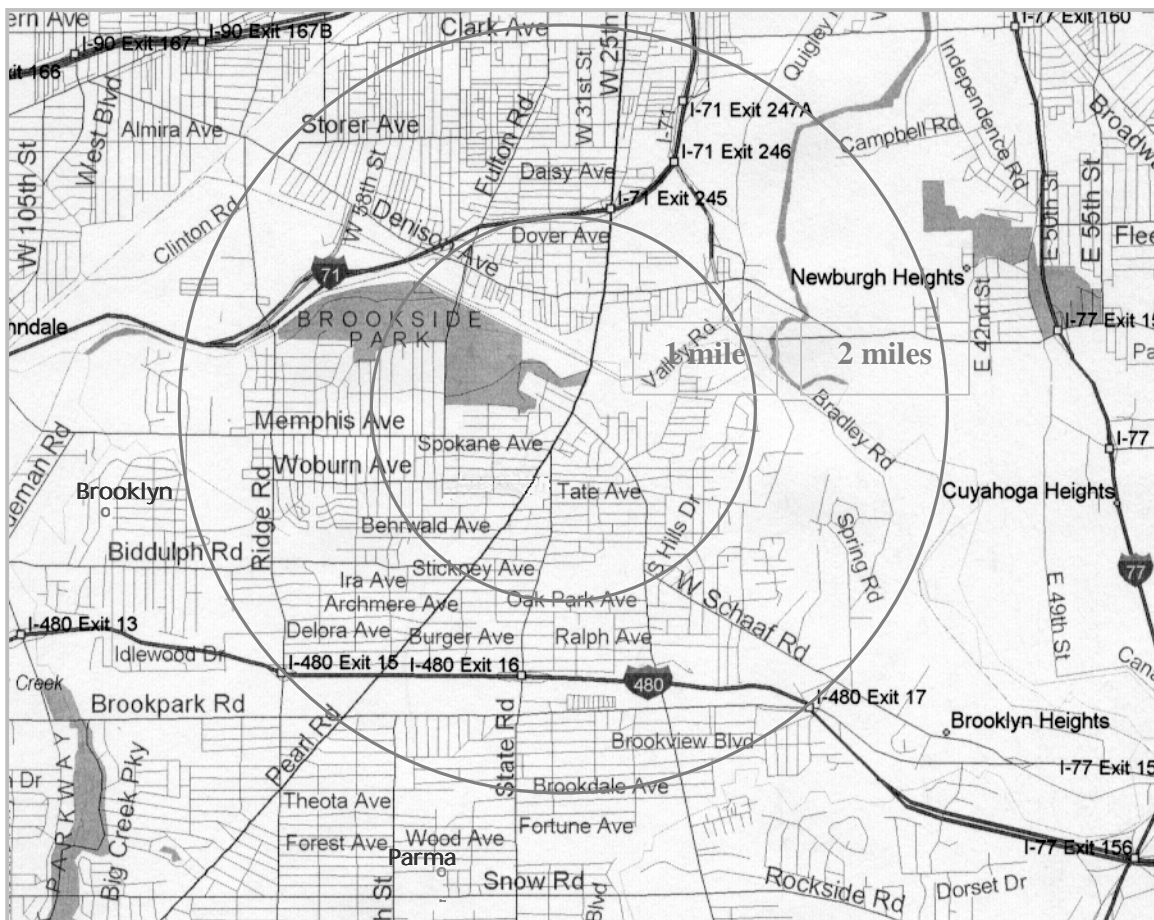 ern Ave
I-90 Exit 167
I-90 Exit 167B
xit 166
Clark Ave
W 25th
W 31st St
I-71
Quigley
I-77 Exit 160
Independence Rd
Broadw
West Blvd
Almira Ave
Storer Ave
Fulton Rd
I-71 Exit 247A
Campbell Rd
W 105th St
W 58th St
Daisy Ave
I-71 Exit 246
E 50th St
E 55th St
Clinton Rd
Denison Ave
I-71 Exit 245
Dover Ave
Flee
71
Newburgh Heights
E 42nd St
nndale
BROOKSIDE
PARK
Valley Rd
1 mile
2 miles
I-77 Exit 15
Pa
Bradley Rd
Memphis Ave
Spokane Ave
I-77
deman Rd
Ridge Rd
Woburn Ave
Brooklyn
Tate Ave
Cuyahoga Heights
Behrwald Ave
S Hills Dr
Spring Rd
Biddulph Rd
Stickney Ave
Ira Ave
Archmere Ave
Oak Park Ave
W Schaaf Rd
77
E 49th St
I-480 Exit 13
Delora Ave
Burger Ave
Ralph Ave
Idlewood Dr
I-480 Exit 15
I-480 Exit 16
480
Cana
Creek
Brookpark Rd
I-480 Exit 17
Brooklyn Heights
Pearl Rd
State Rd
Brookview Blvd
PARKWAY
Big Creek Pky
n Dr
I-77 Exit 15
Brookdale Ave
Theota Ave
Fortune Ave
Forest Ave
Wood Ave
Parma
I-77 Exit 156
Snow Rd
Rockside Rd
Dorset Dr
h St
Blvd